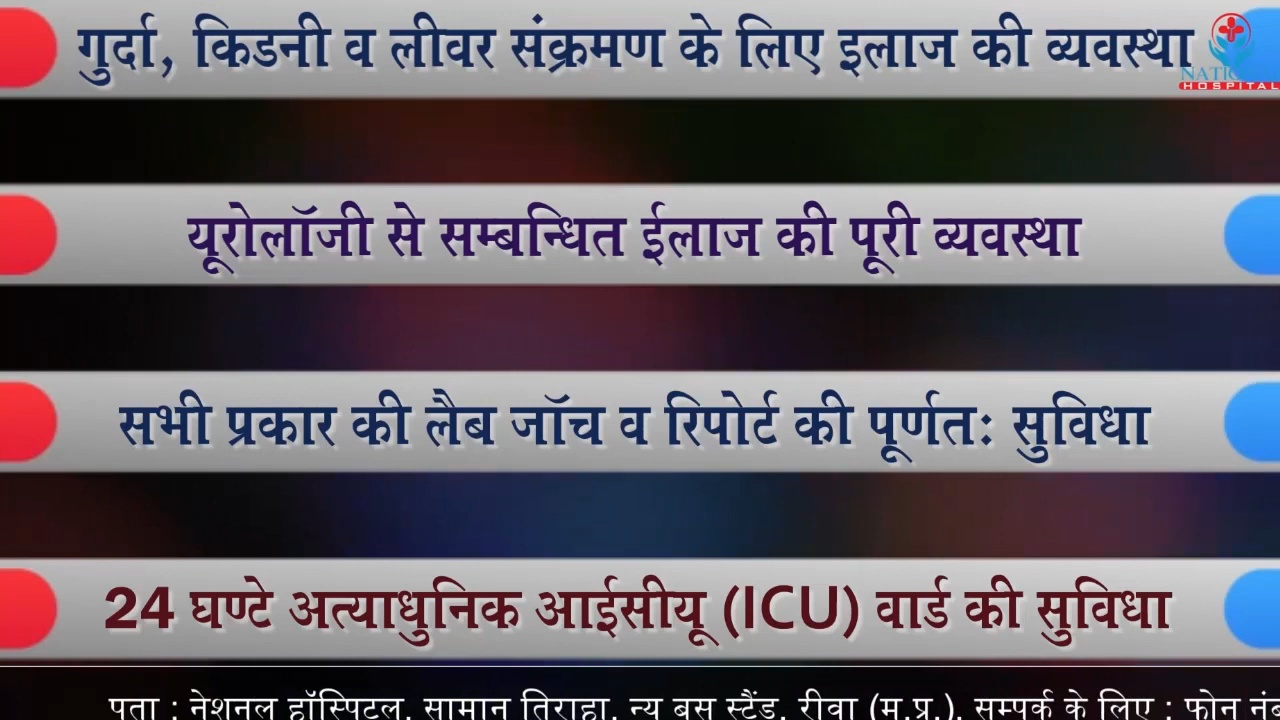 गुर्दा, किडनी व लीवर संक्रमण के लिए इलाज की व्यवस्था
HOSPITAL
यूरोलॉजी से सम्बन्धित ईलाज की पूरी व्यवस्था
सभी प्रकार की लैब जॉच व रिपोर्ट की पूर्णतः सुविधा
24 घण्टे अत्याधुनिक आईसीयू (ICU) वार्ड की सुविधा
पता : नेशनल हॉस्पिटल, सामान तिराहा, न्यू बस स्टैंड, रीवा (म.प्र.), सम्पर्क के लिए : फोन